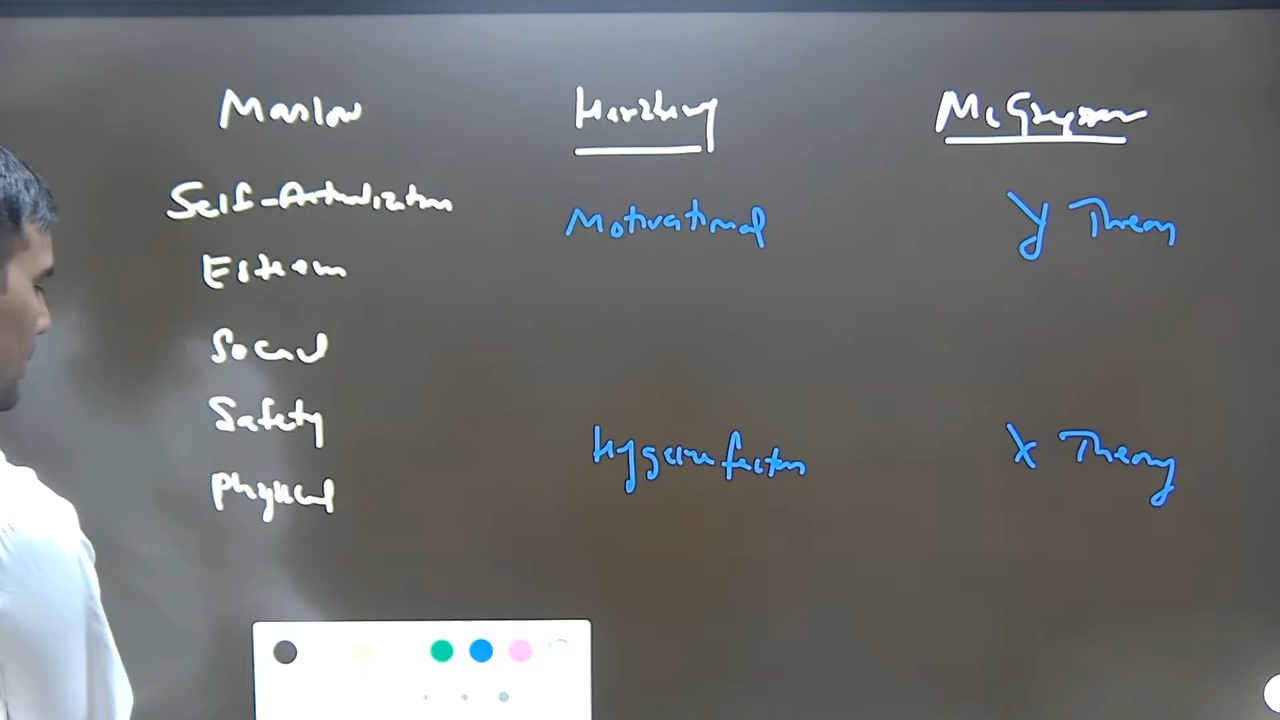 Maslow
Herzberg
McGregor
Self-Actualization
Motivational
Y Theory
Esteem
Social
Safety
Hygiene factors
X Theory
Physical